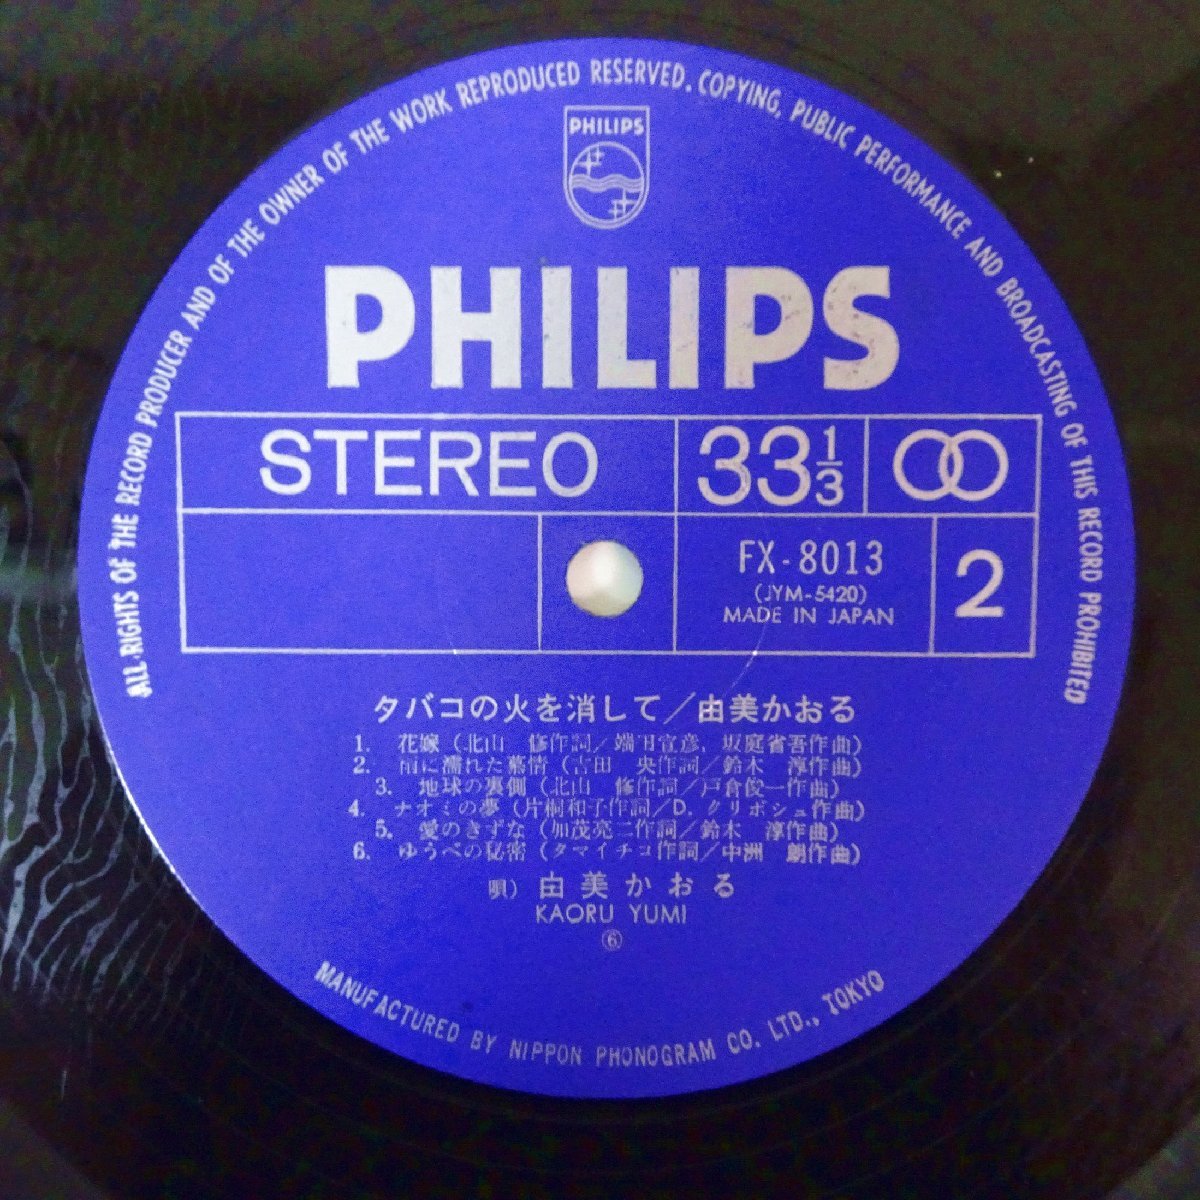 ALL RIGHTS OF THE RECORD PRODUCER AND OF THE OWNER OF THE WORK REPRODUCED RESERVED. COPYING, PUBLIC PERFORMANCE AND BROADCASTING OF THIS RECORD PROHIBITED
PHILIPS
PHILIPS
STEREO 33 1/3
FX-8013 2
(JYM-5420)
MADE IN JAPAN
タバコの火を消して/由美かおる
1. 花嫁 (北山 修作詞/端田宣彦, 坂庭省吾作曲)
2. 雨に濡れた慕情 (吉田 央作詞/鈴木 淳作曲)
3. 地球の裏側 (北山 修作詞/戸倉俊一作曲)
4. ナオミの夢 (片桐和子作詞/D. クリボシュ作曲)
5. 愛のきずな (加茂亮二作詞/鈴木 淳作曲)
6. ゆうべの秘密 (タマイチコ作詞/中洲 朗作曲)
唄) 由美かおる
KAORU YUMI
⑥
MANUFACTURED BY NIPPON PHONOGRAM CO. LTD., TOKYO